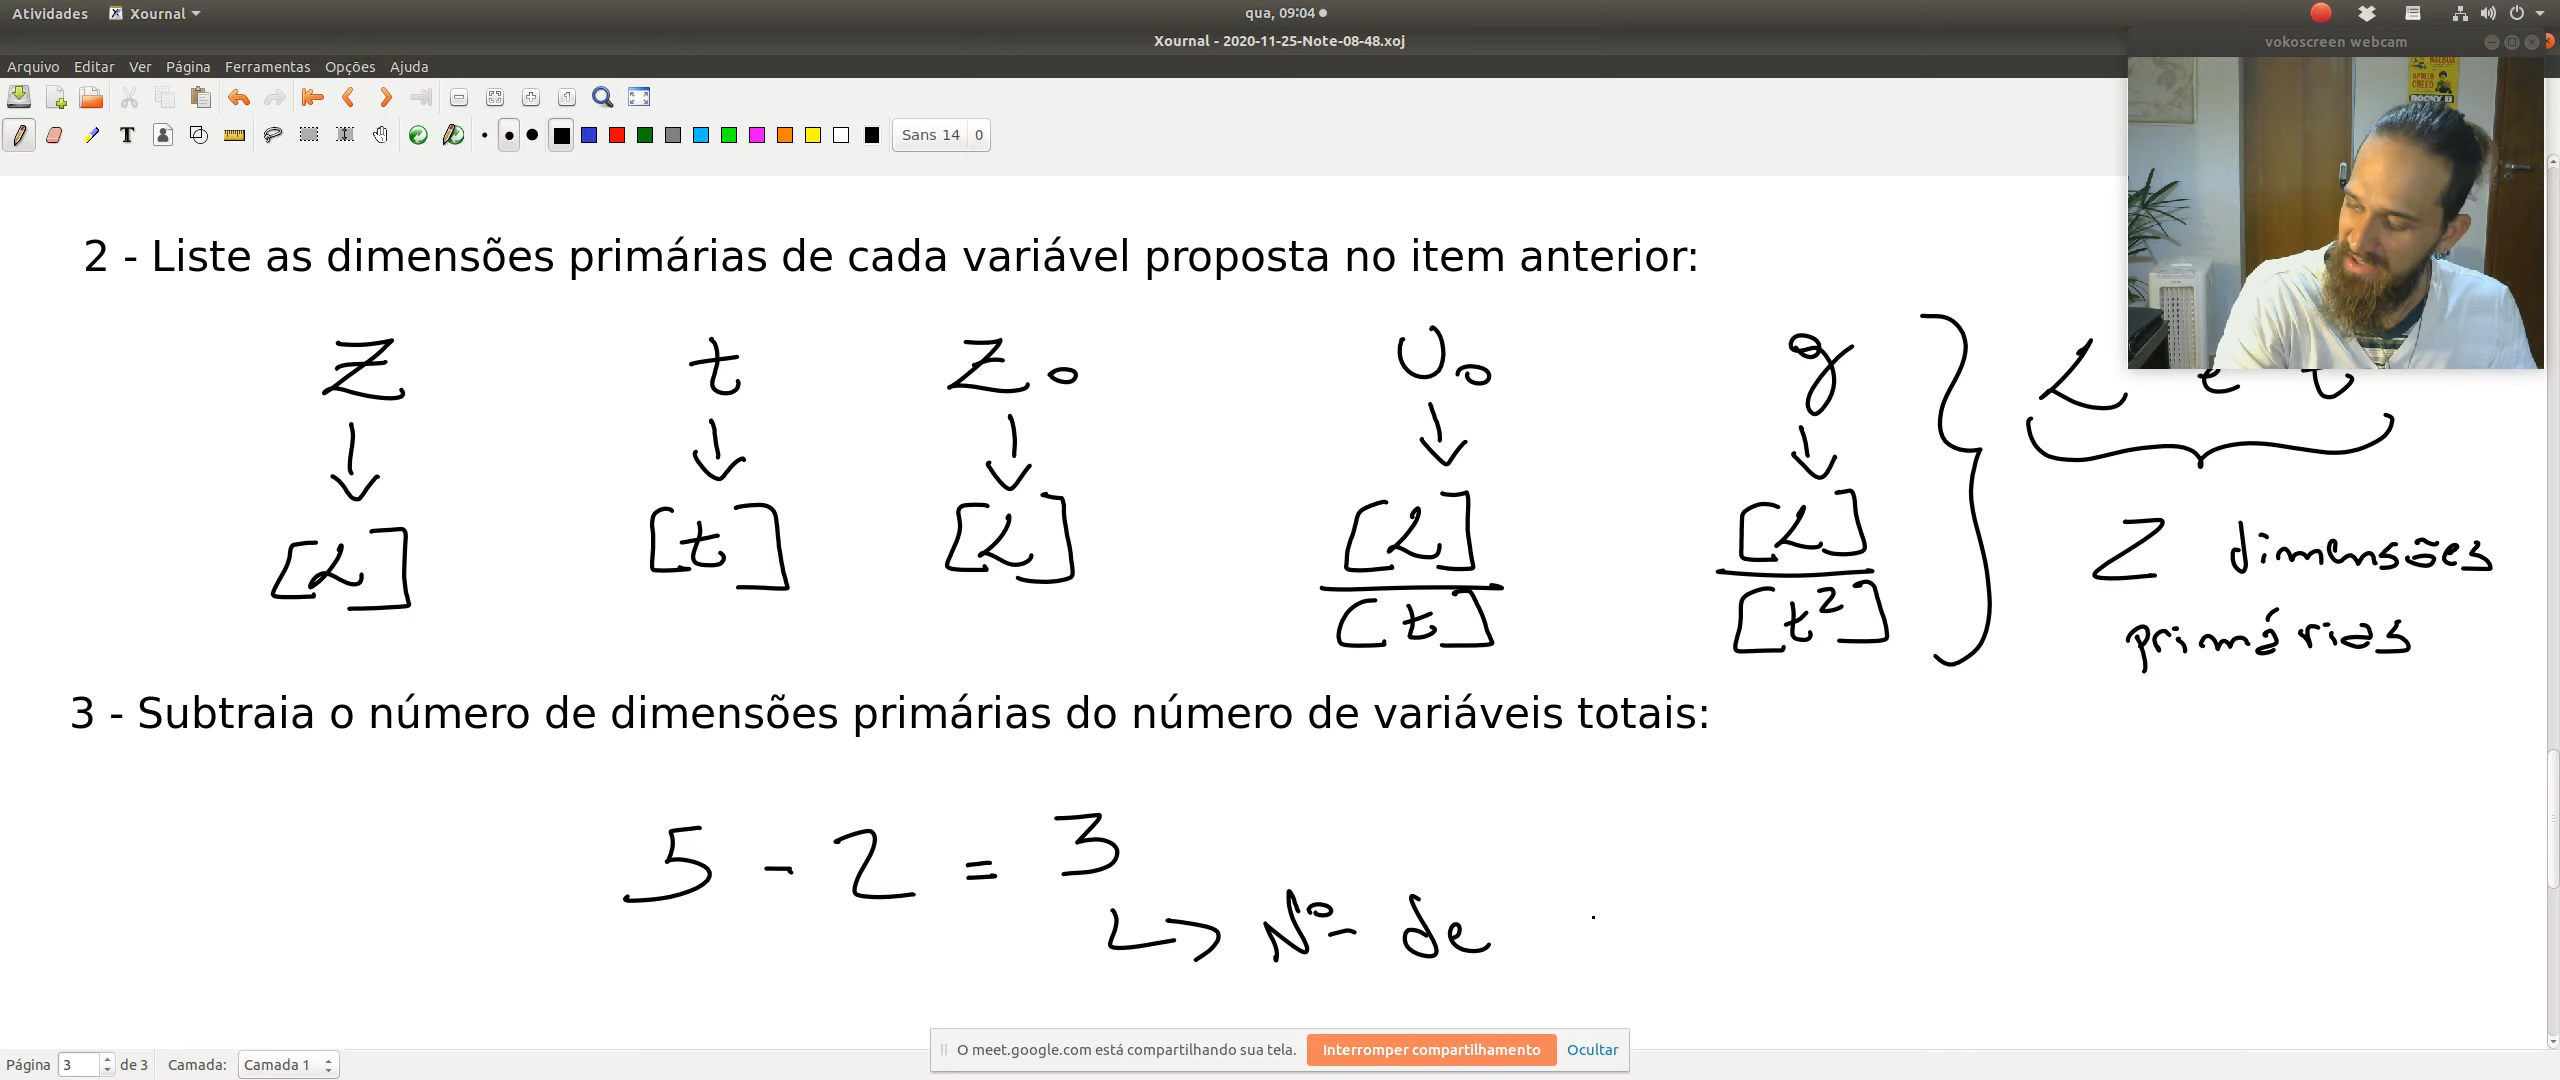 Atividades Xournal qua, 09:04
Xournal - 2020-11-25-Note-08-48.xoj
vokoscreen webcam
Arquivo Editar Ver Página Ferramentas Opções Ajuda
Sans 14 0
APOLLO
CREED
ROCKY II
2 - Liste as dimensões primárias de cada variável proposta no item anterior:
z t z₀ U₀ g L e t
[L] [t] [L] [L]/[t] [L]/[t²]
2 dimensões
primárias
3 - Subtraia o número de dimensões primárias do número de variáveis totais:
5 - 2 = 3
↳ Nº de
O meet.google.com está compartilhando sua tela. Interromper compartilhamento Ocultar
Página 3 de 3 Camada: Camada 1